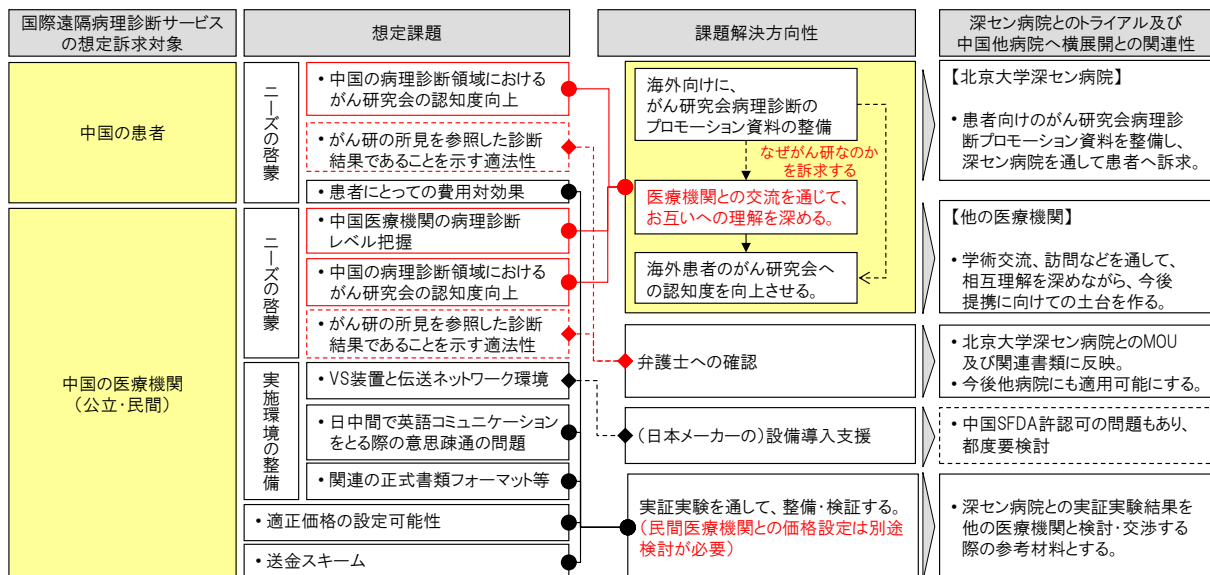 国際遠隔病理診断サービス
の想定訴求対象
想定課題
課題解決方向性
深セン病院とのトライアル及び
中国他病院へ横展開との関連性
中国の患者
ニーズの啓蒙
・中国の病理診断領域における
がん研究会の認知度向上
・がん研の所見を参照した診断
結果であることを示す適法性
・患者にとっての費用対効果
中国の医療機関
（公立・民間）
ニーズの啓蒙
・中国医療機関の病理診断
レベル把握
・中国の病理診断領域における
がん研究会の認知度向上
・がん研の所見を参照した診断
結果であることを示す適法性
実施環境の整備
・VS装置と伝送ネットワーク環境
・日中間で英語コミュニケーション
をとる際の意思疎通の問題
・関連の正式書類フォーマット等
・適正価格の設定可能性
・送金スキーム
海外向けに、
がん研究会病理診断の
プロモーション資料の整備
なぜがん研なのか
を訴求する
医療機関との交流を通じて、
お互いへの理解を深める。
海外患者のがん研究会へ
の認知度を向上させる。
弁護士への確認
（日本メーカーの）設備導入支援
実証実験を通して、整備・検証する。
（民間医療機関との価格設定は別途
検討が必要）
【北京大学深セン病院】
・患者向けのがん研究会病理診
断プロモーション資料を整備し、
深セン病院を通して患者へ訴求。
【他の医療機関】
・学術交流、訪問などを通して、
相互理解を深めながら、今後
提携に向けての土台を作る。
・北京大学深セン病院とのMOU
及び関連書類に反映。
・今後他病院にも適用可能にする。
・中国SFDA許認可の問題もあり、
都度要検討
・深セン病院との実証実験結果を
他の医療機関と検討・交渉する
際の参考材料とする。